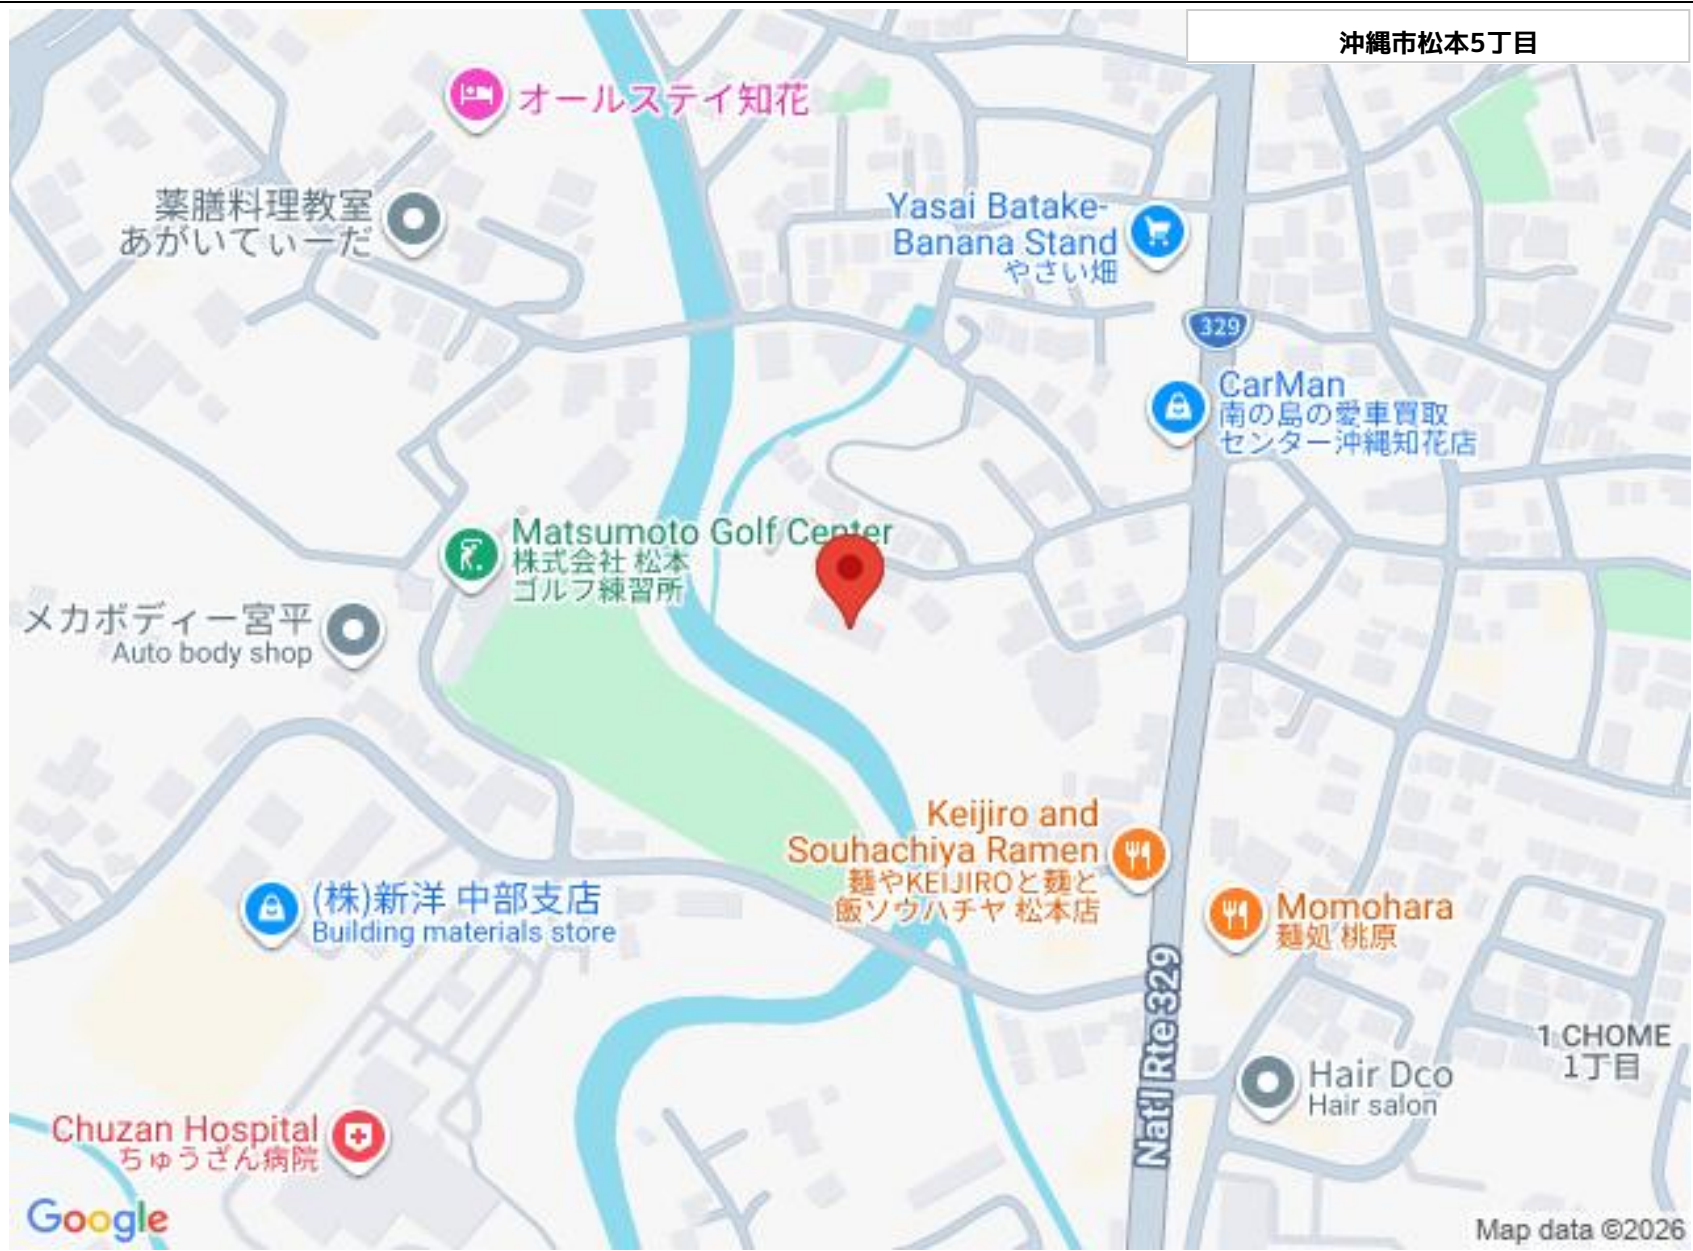 沖縄市松本5丁目
オールステイ知花
薬膳料理教室
あがいてぃーだ
Yasai Batake-
Banana Stand
やさい畑
329
CarMan
南の島の愛車買取
センター沖縄知花店
Matsumoto Golf Center
株式会社 松本
ゴルフ練習所
メカボディー宮平
Auto body shop
Keijiro and
Souhachiya Ramen
麺やKEIJIROと麺と
飯ソウハチヤ 松本店
(株)新洋 中部支店
Building materials store
Momohara
麺処 桃原
Nat'l Rte 329
1 CHOME
1丁目
Hair Dco
Hair salon
Chuzan Hospital
ちゅうざん病院
Google
Map data ©2026